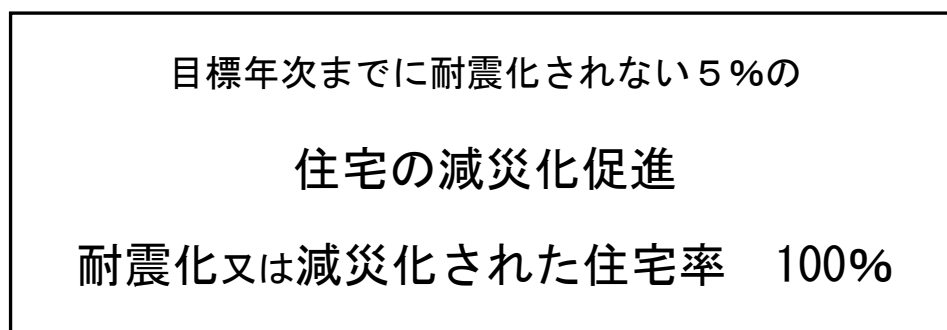 目標年次までに耐震化されない５％の
住宅の減災化促進
耐震化又は減災化された住宅率　100％